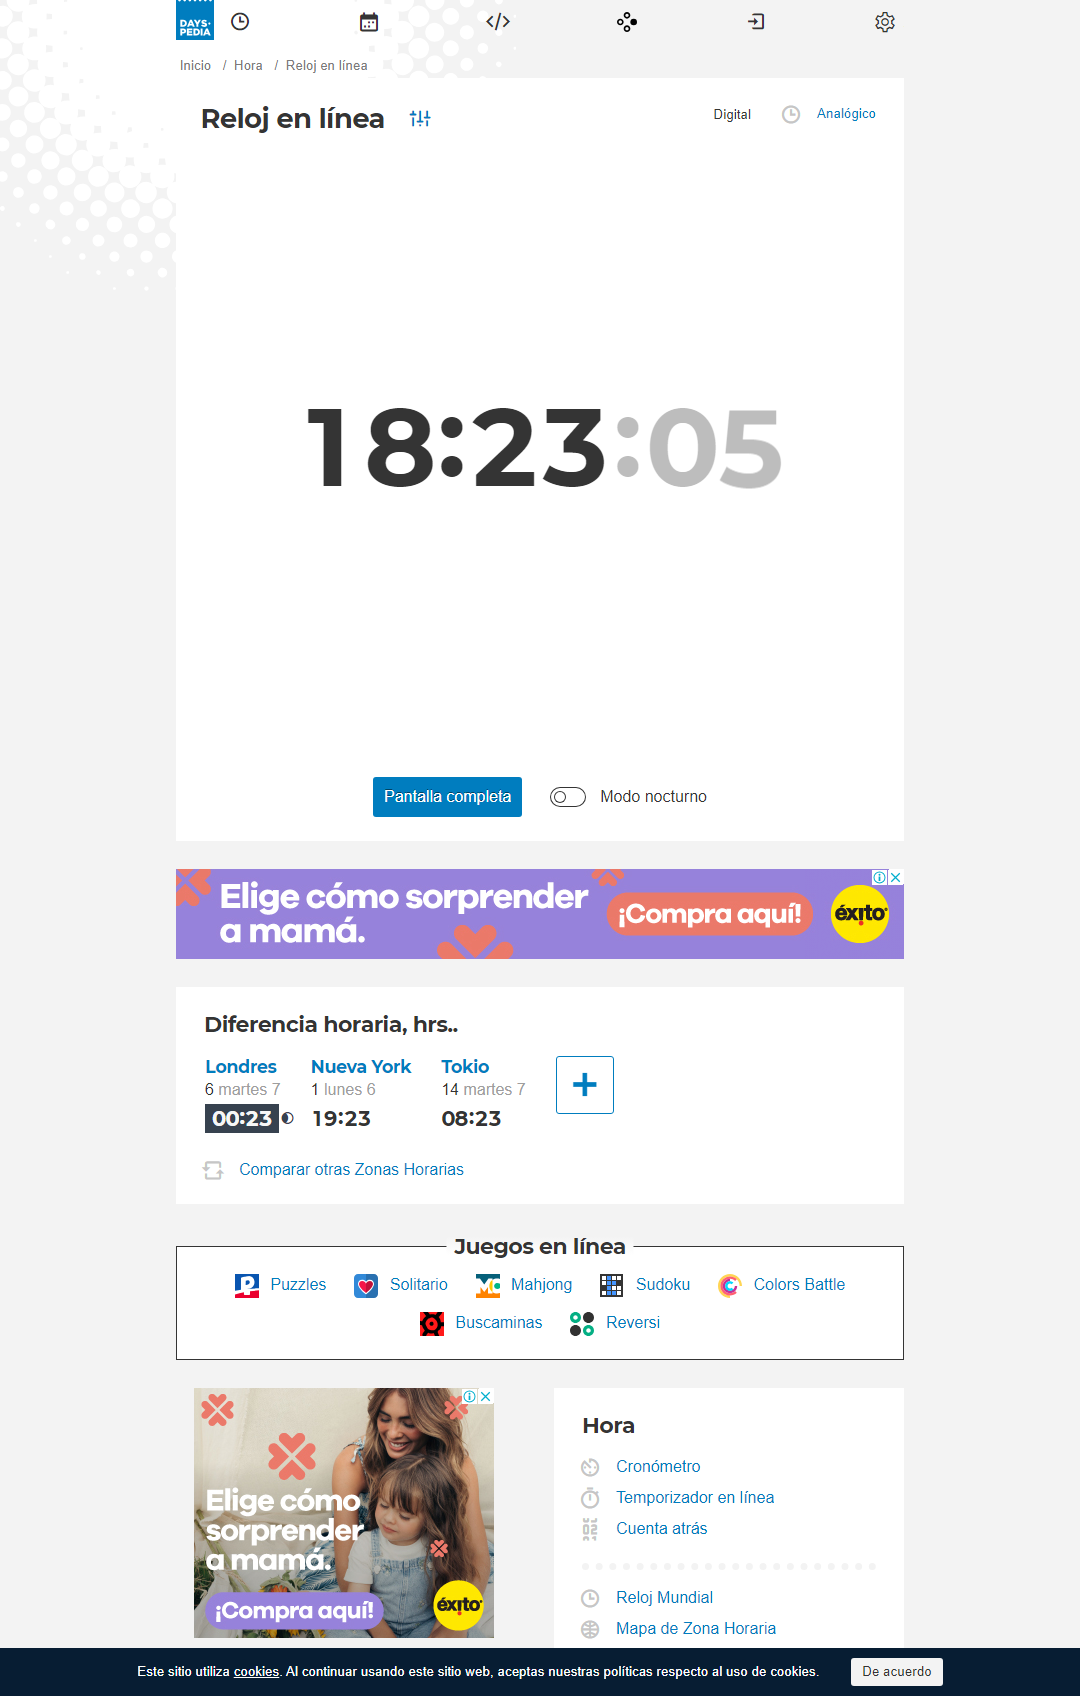 DAYS·
PEDIA
Inicio / Hora / Reloj en línea
Reloj en línea
Digital
Analógico
18:23:05
Pantalla completa
Modo nocturno
Elige cómo sorprender
a mamá.
¡Compra aquí!
éxito
Diferencia horaria, hrs..
Londres
6 martes 7
00:23
Nueva York
1 lunes 6
19:23
Tokio
14 martes 7
08:23
+
Comparar otras Zonas Horarias
Juegos en línea
Puzzles
Solitario
Mahjong
Sudoku
Colors Battle
Buscaminas
Reversi
Elige cómo
sorprender
a mamá.
¡Compra aquí!
éxito
Hora
Cronómetro
Temporizador en línea
02
Cuenta atrás
Reloj Mundial
Mapa de Zona Horaria
Este sitio utiliza cookies. Al continuar usando este sitio web, aceptas nuestras políticas respecto al uso de cookies.
De acuerdo